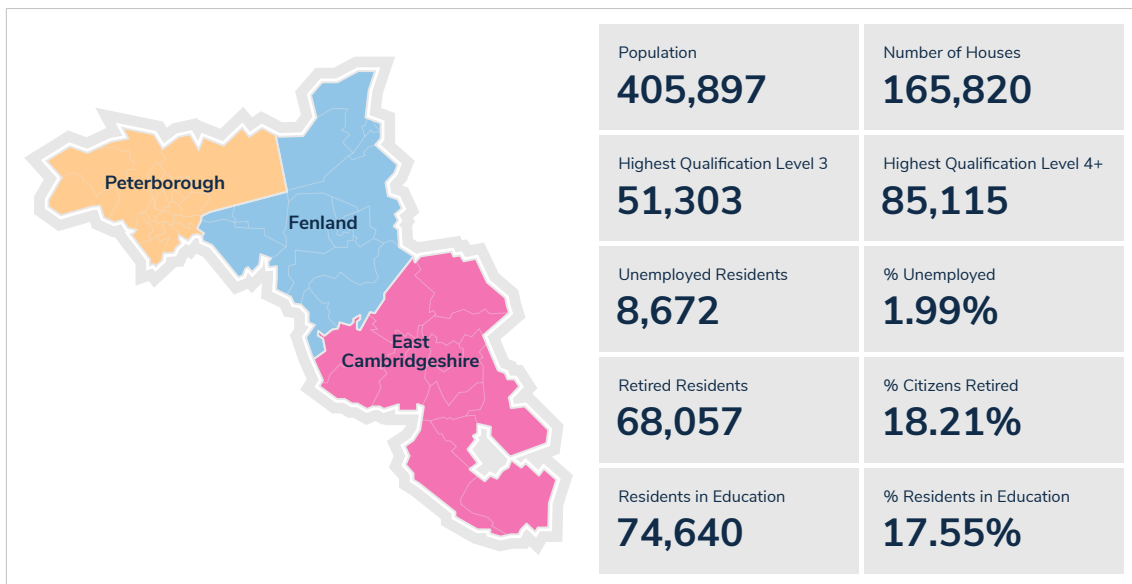 Peterborough
Fenland
East
Cambridgeshire
Population
405,897
Number of Houses
165,820
Highest Qualification Level 3
51,303
Highest Qualification Level 4+
85,115
Unemployed Residents
8,672
% Unemployed
1.99%
Retired Residents
68,057
% Citizens Retired
18.21%
Residents in Education
74,640
% Residents in Education
17.55%